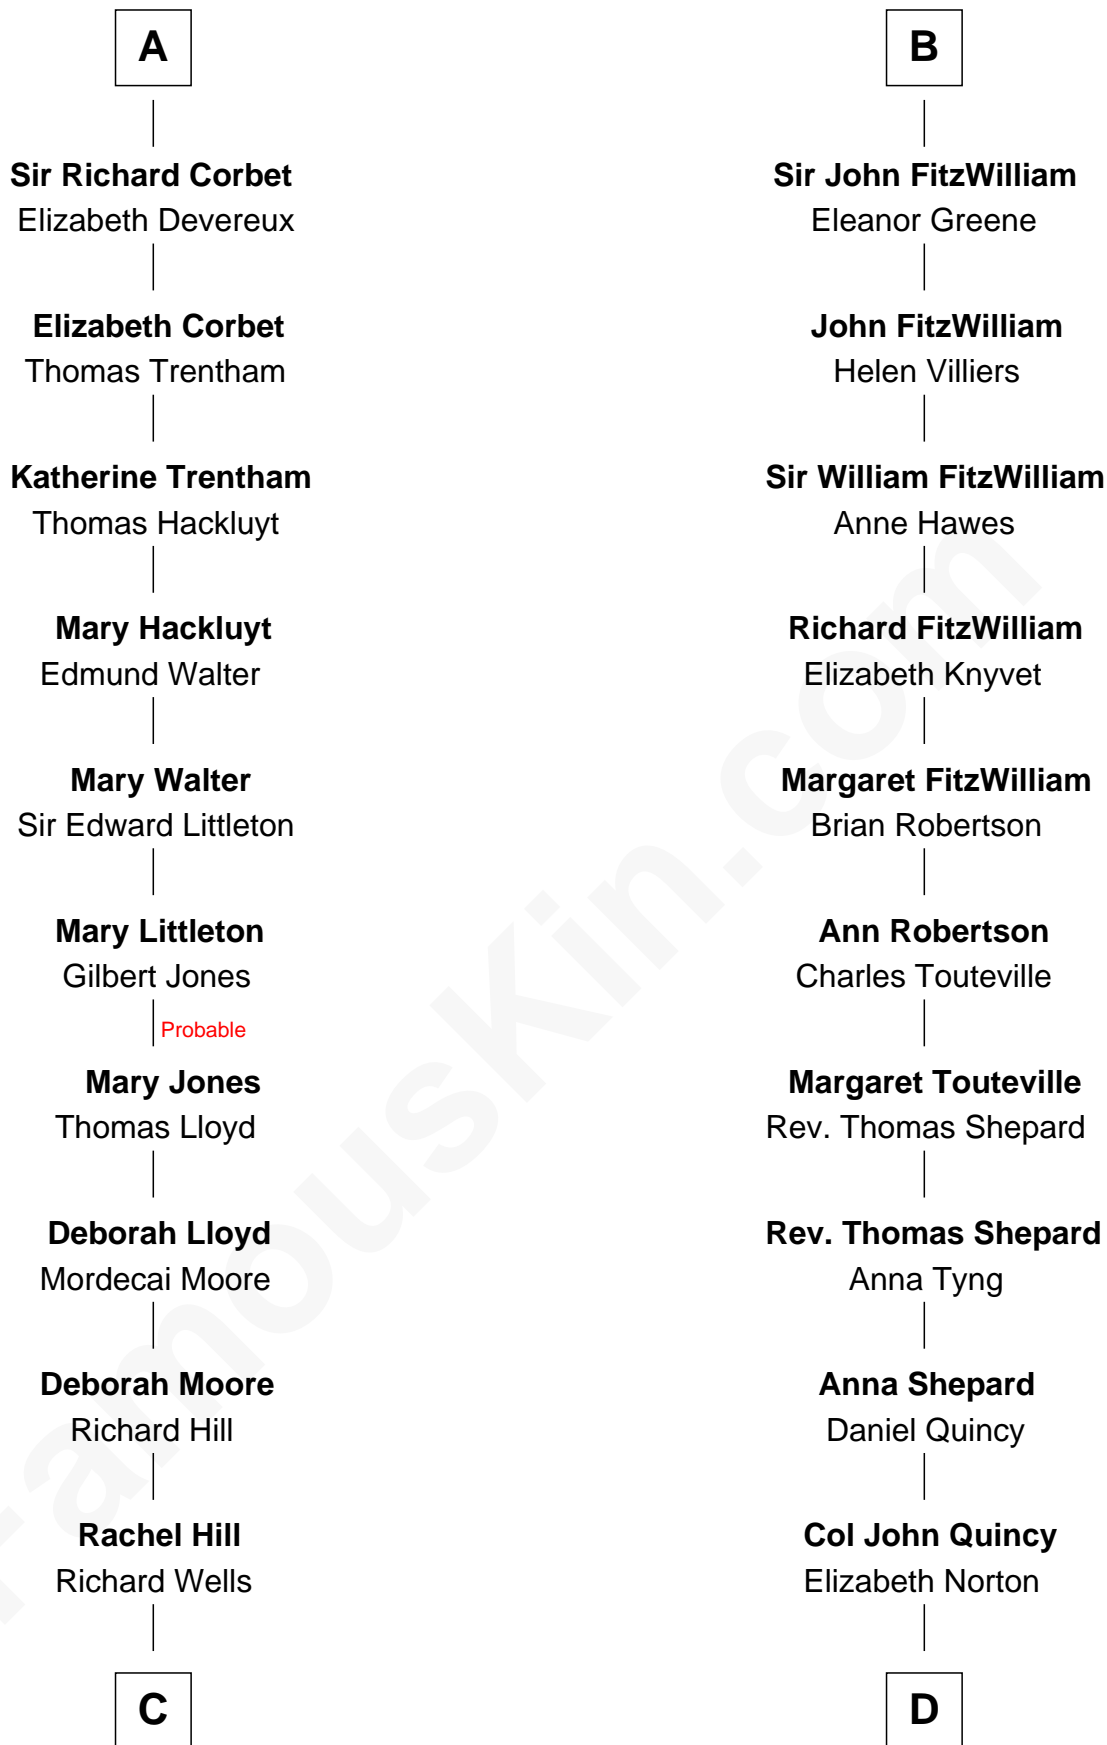 A
Sir Richard Corbet
Elizabeth Devereux
Elizabeth Corbet
Thomas Trentham
Katherine Trentham
Thomas Hackluyt
Mary Hackluyt
Edmund Walter
Mary Walter
Sir Edward Littleton
Mary Littleton
Gilbert Jones
Probable
Mary Jones
Thomas Lloyd
Deborah Lloyd
Mordecai Moore
Deborah Moore
Richard Hill
Rachel Hill
Richard Wells
C
B
Sir John FitzWilliam
Eleanor Greene
John FitzWilliam
Helen Villiers
Sir William FitzWilliam
Anne Hawes
Richard FitzWilliam
Elizabeth Knyvet
Margaret FitzWilliam
Brian Robertson
Ann Robertson
Charles Touteville
Margaret Touteville
Rev. Thomas Shepard
Rev. Thomas Shepard
Anna Tyng
Anna Shepard
Daniel Quincy
Col John Quincy
Elizabeth Norton
D
FamousKin.com